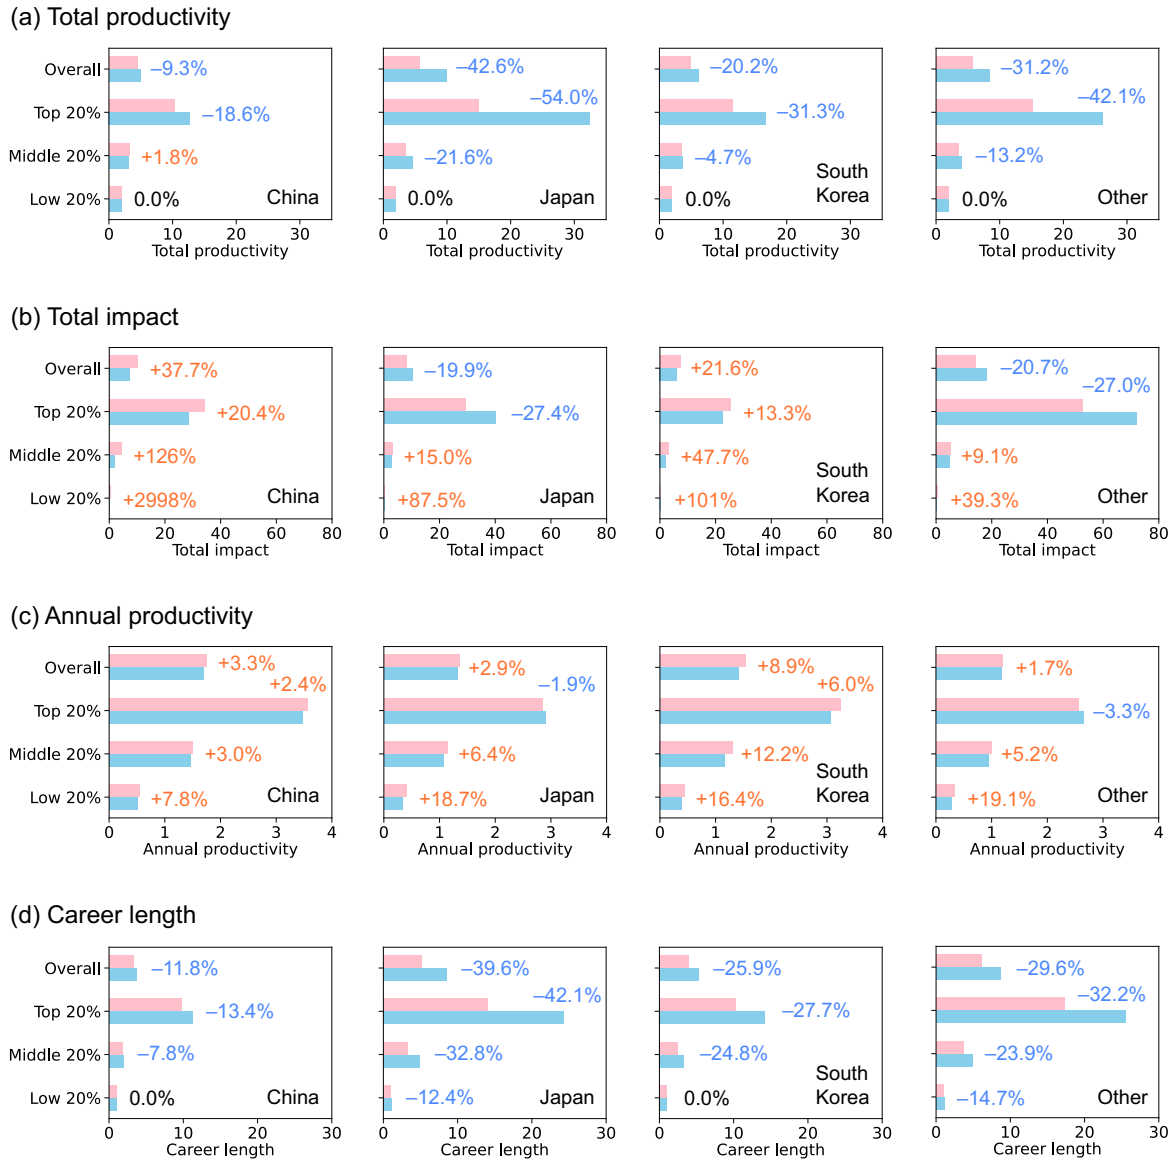 (a) Total productivity
Overall
Top 20%
Middle 20%
Low 20%
–9.3%
–18.6%
+1.8%
0.0%
China
0 10 20 30
Total productivity
–42.6%
–54.0%
–21.6%
0.0%
Japan
0 10 20 30
Total productivity
–20.2%
–31.3%
–4.7%
0.0%
South
Korea
0 10 20 30
Total productivity
–31.2%
–42.1%
–13.2%
0.0%
Other
0 10 20 30
Total productivity
(b) Total impact
Overall
Top 20%
Middle 20%
Low 20%
+37.7%
+20.4%
+126%
+2998%
China
0 20 40 60 80
Total impact
–19.9%
–27.4%
+15.0%
+87.5%
Japan
0 20 40 60 80
Total impact
+21.6%
+13.3%
+47.7%
+101%
South
Korea
0 20 40 60 80
Total impact
–20.7%
–27.0%
+9.1%
+39.3%
Other
0 20 40 60 80
Total impact
(c) Annual productivity
Overall
Top 20%
Middle 20%
Low 20%
+3.3%
+2.4%
+3.0%
+7.8%
China
0 1 2 3 4
Annual productivity
+2.9%
–1.9%
+6.4%
+18.7%
Japan
0 1 2 3 4
Annual productivity
+8.9%
+6.0%
+12.2%
+16.4%
South
Korea
0 1 2 3 4
Annual productivity
+1.7%
–3.3%
+5.2%
+19.1%
Other
0 1 2 3 4
Annual productivity
(d) Career length
Overall
Top 20%
Middle 20%
Low 20%
–11.8%
–13.4%
–7.8%
0.0%
China
0 10 20 30
Career length
–39.6%
–42.1%
–32.8%
–12.4%
Japan
0 10 20 30
Career length
–25.9%
–27.7%
–24.8%
0.0%
South
Korea
0 10 20 30
Career length
–29.6%
–32.2%
–23.9%
–14.7%
Other
0 10 20 30
Career length